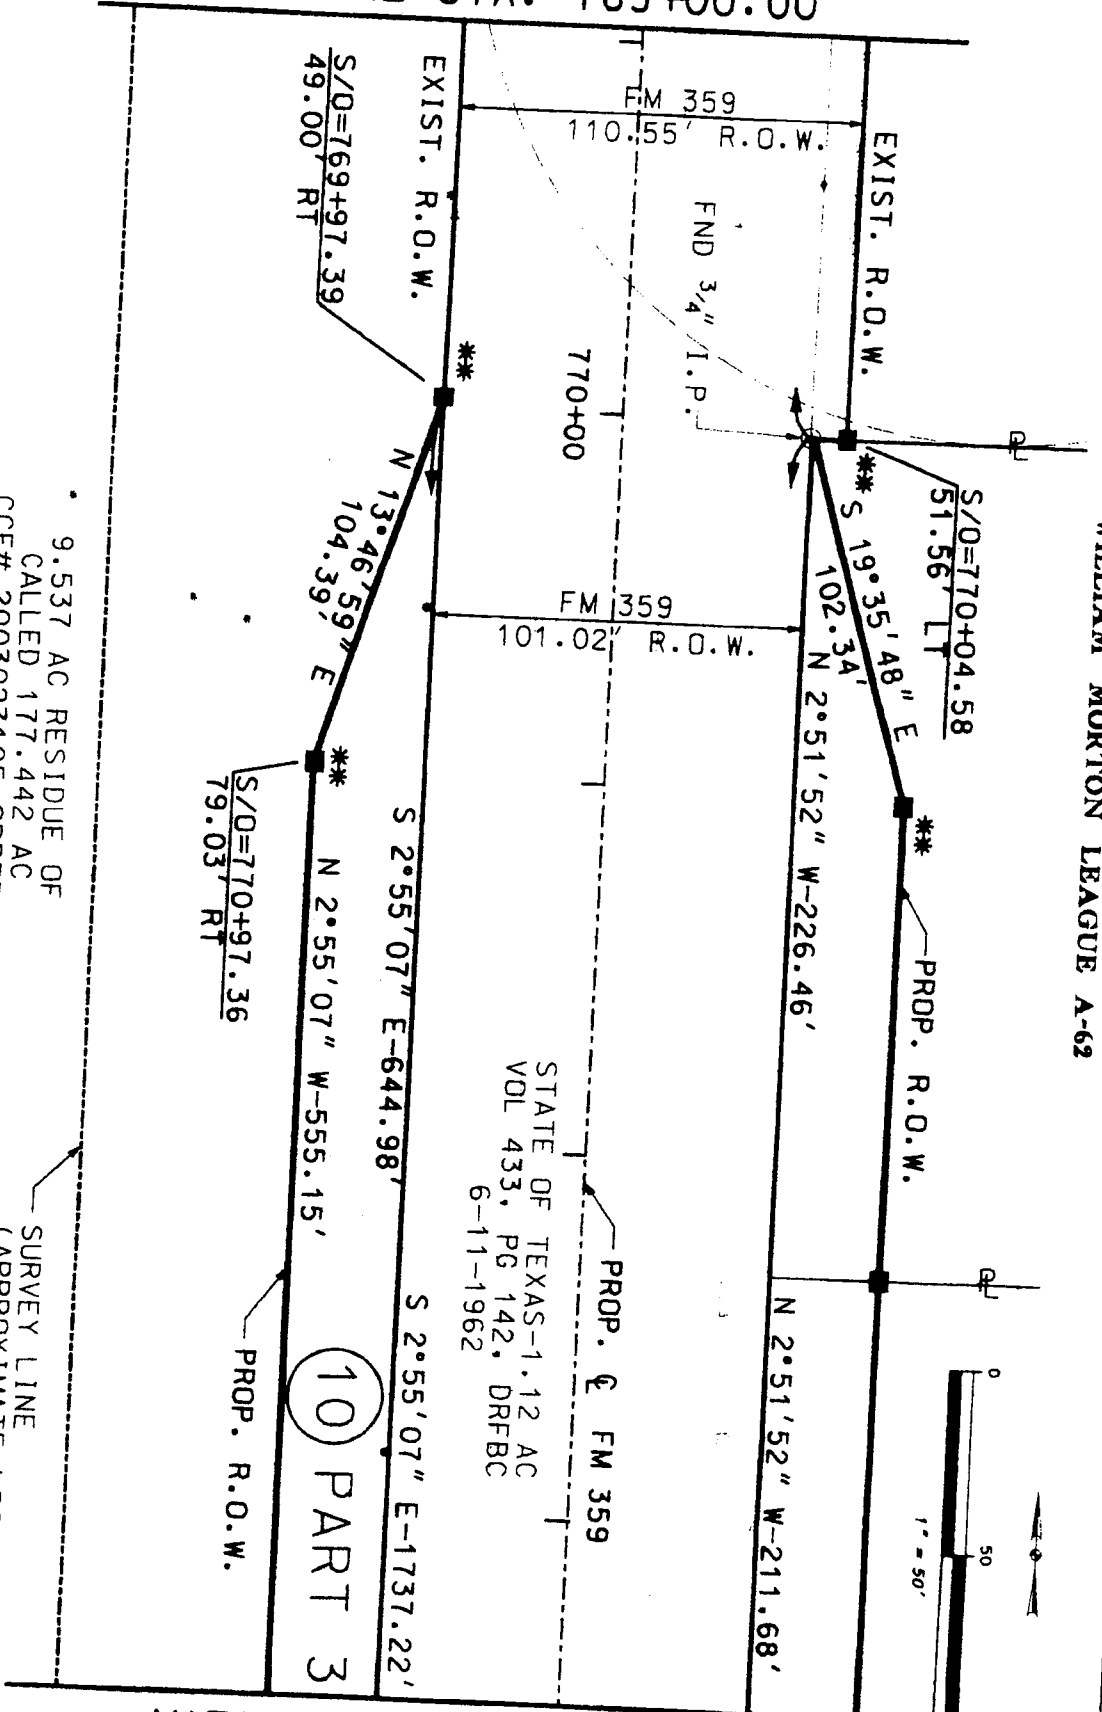 WILLIAM MORTON LEAGUE A-62
EXIST. R.O.W.
S/O=770+04.58
51.56' LT
P̵L
** S 19°35'48" E
102.34'
**
PROP. R.O.W.
P̵L
0
50
1" = 50'
FM 359
110.55' R.O.W.
FND 3/4" I.P.
N 2°51'52" W-226.46'
N 2°51'52" W-211.68'
770+00
FM 359
101.02' R.O.W.
PROP. ℄ FM 359
STATE OF TEXAS-1.12 AC
VOL 433, PG 142, DRFBC
6-11-1962
EXIST. R.O.W.
**
S/O=769+97.39
49.00' RT
N 13°46'59" E
104.39'
**
S 2°55'07" E-644.98'
S 2°55'07" E-1737.22'
N 2°55'07" W-555.15'
S/O=770+97.36
79.03' RT
10 PART 3
PROP. R.O.W.
9.537 AC RESIDUE OF
CALLED 177.442 AC
SURVEY LINE